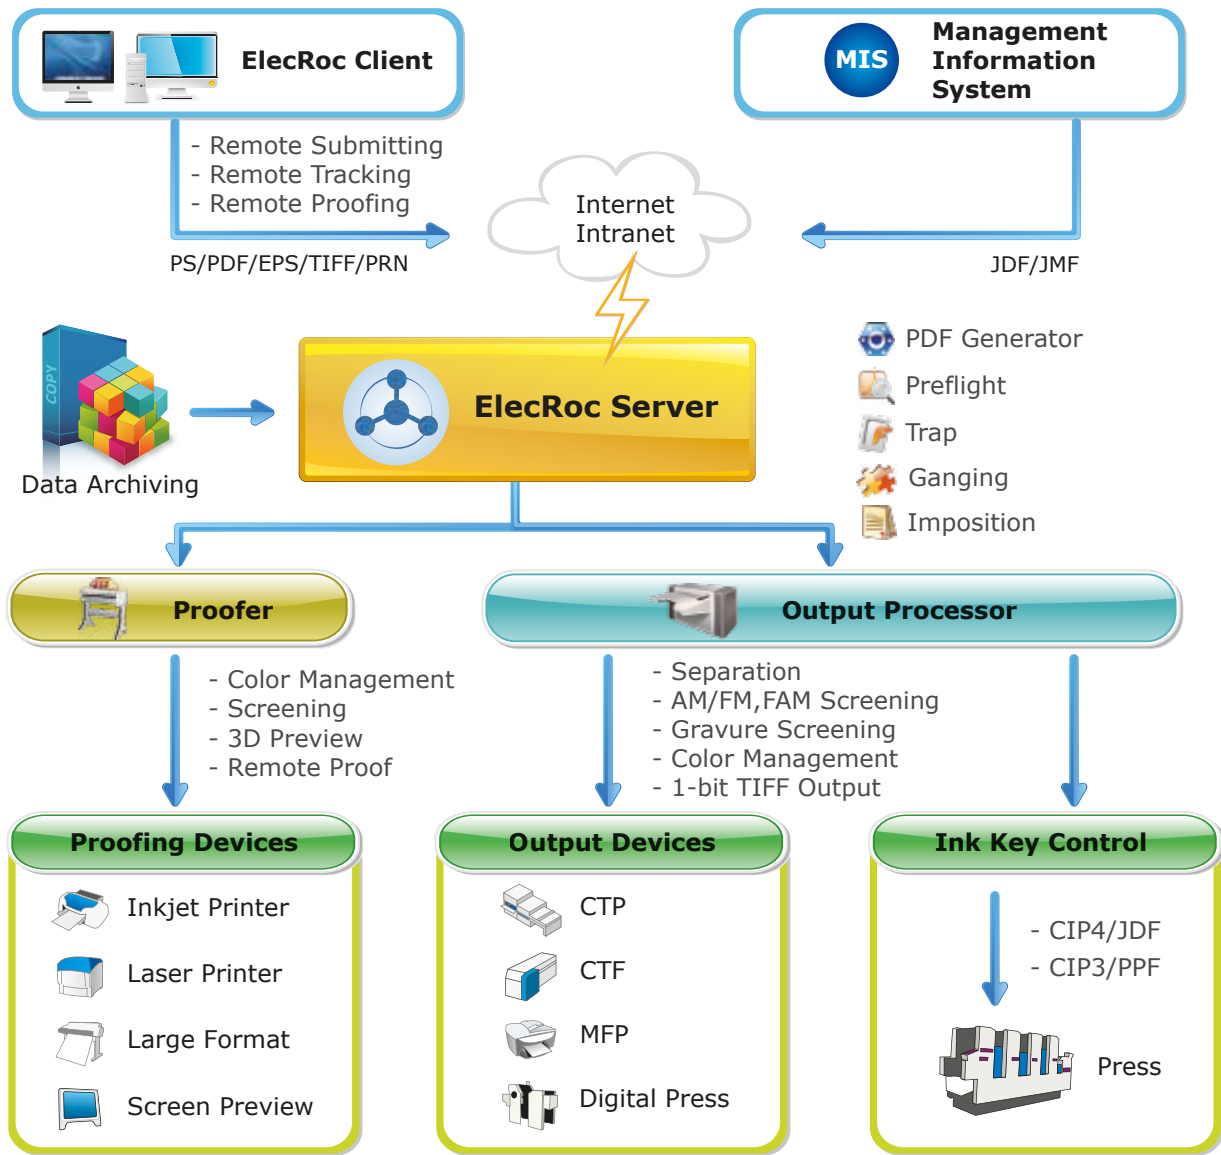 ElecRoc Client
MIS
Management
Information
System
- Remote Submitting
- Remote Tracking
- Remote Proofing
PS/PDF/EPS/TIFF/PRN
Internet
Intranet
JDF/JMF
COPY
Data Archiving
ElecRoc Server
PDF Generator
Preflight
Trap
Ganging
Imposition
Proofer
Output Processor
- Color Management
- Screening
- 3D Preview
- Remote Proof
- Separation
- AM/FM,FAM Screening
- Gravure Screening
- Color Management
- 1-bit TIFF Output
Proofing Devices
Inkjet Printer
Laser Printer
Large Format
Screen Preview
Output Devices
CTP
CTF
MFP
Digital Press
Ink Key Control
- CIP4/JDF
- CIP3/PPF
Press